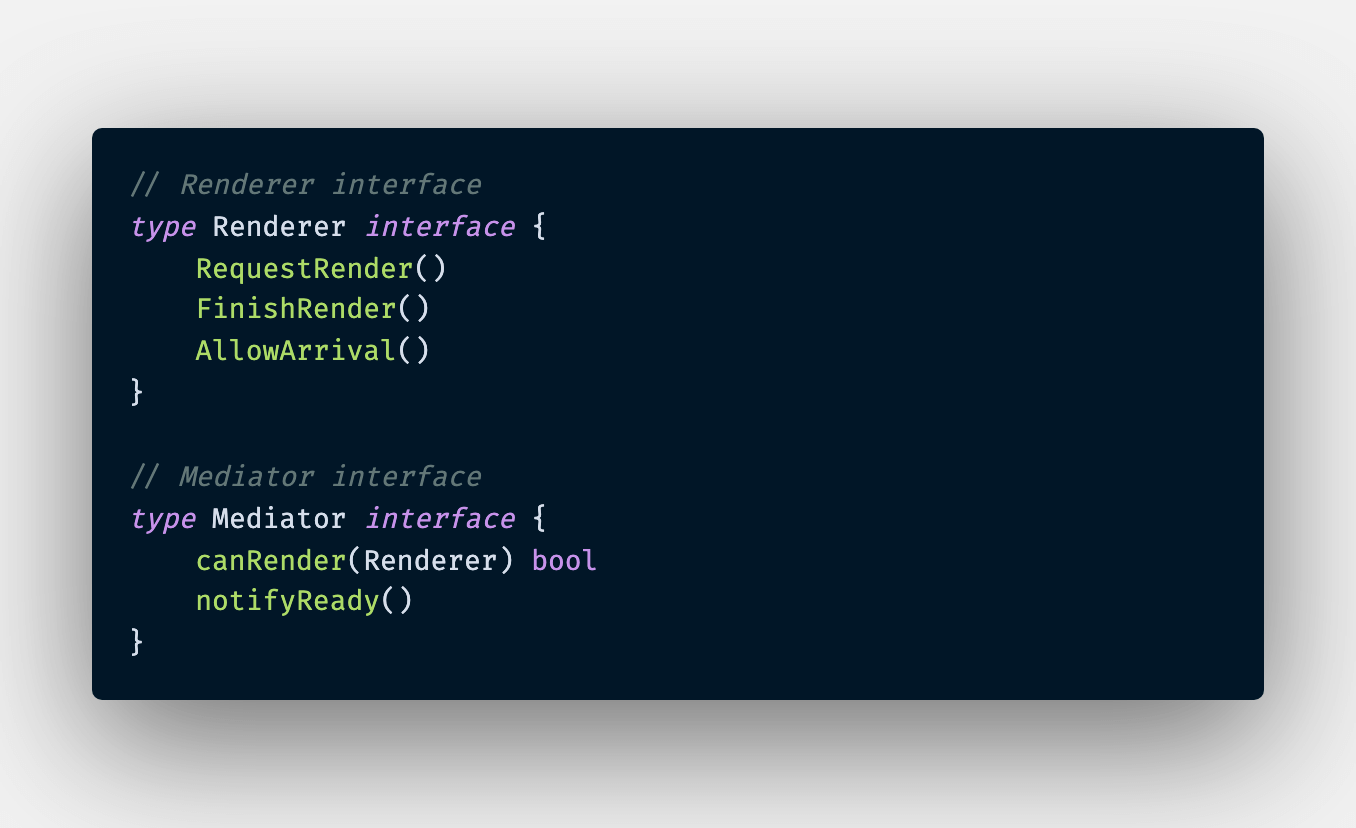 // Renderer interface
type Renderer interface {
    RequestRender()
    FinishRender()
    AllowArrival()
}

// Mediator interface
type Mediator interface {
    canRender(Renderer) bool
    notifyReady()
}